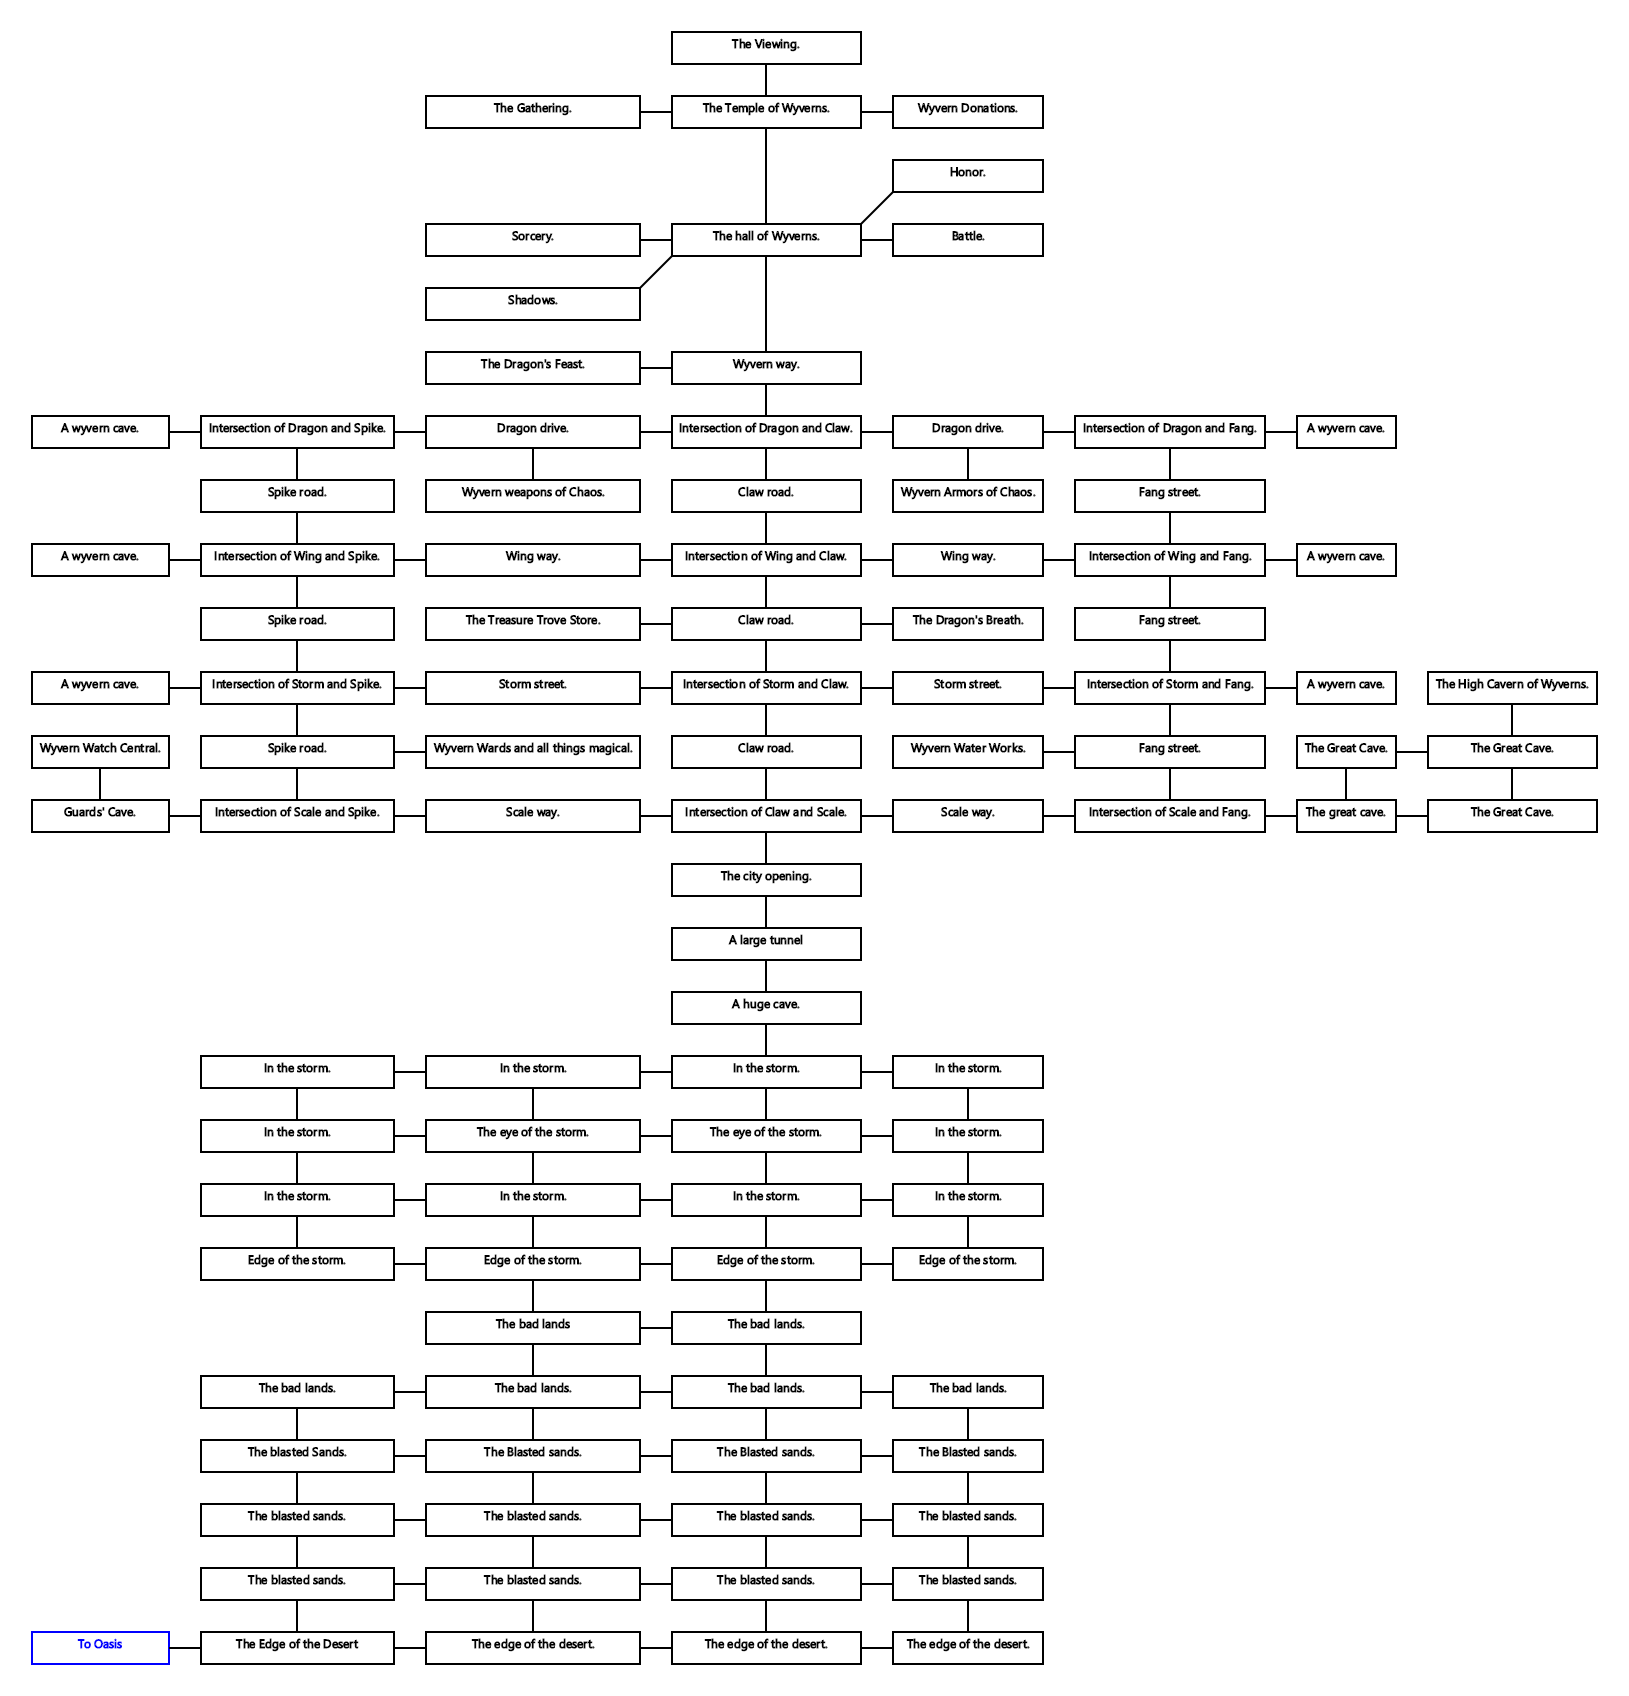 The Viewing.
The Gathering.
The Temple of Wyverns.
Wyvern Donations.
Honor.
Sorcery.
The hall of Wyverns.
Battle.
Shadows.
The Dragon's Feast.
Wyvern way.
A wyvern cave.
Intersection of Dragon and Spike.
Dragon drive.
Intersection of Dragon and Claw.
Dragon drive.
Intersection of Dragon and Fang.
A wyvern cave.
Spike road.
Wyvern weapons of Chaos.
Claw road.
Wyvern Armors of Chaos.
Fang street.
A wyvern cave.
Intersection of Wing and Spike.
Wing way.
Intersection of Wing and Claw.
Wing way.
Intersection of Wing and Fang.
A wyvern cave.
Spike road.
The Treasure Trove Store.
Claw road.
The Dragon's Breath.
Fang street.
A wyvern cave.
Intersection of Storm and Spike.
Storm street.
Intersection of Storm and Claw.
Storm street.
Intersection of Storm and Fang.
A wyvern cave.
The High Cavern of Wyverns.
Wyvern Watch Central.
Spike road.
Wyvern Wards and all things magical.
Claw road.
Wyvern Water Works.
Fang street.
The Great Cave.
The Great Cave.
Guards' Cave.
Intersection of Scale and Spike.
Scale way.
Intersection of Claw and Scale.
Scale way.
Intersection of Scale and Fang.
The great cave.
The Great Cave.
The city opening.
A large tunnel
A huge cave.
In the storm.
In the storm.
In the storm.
In the storm.
In the storm.
The eye of the storm.
The eye of the storm.
In the storm.
In the storm.
In the storm.
In the storm.
In the storm.
Edge of the storm.
Edge of the storm.
Edge of the storm.
Edge of the storm.
The bad lands
The bad lands.
The bad lands.
The bad lands.
The bad lands.
The bad lands.
The blasted Sands.
The Blasted sands.
The Blasted sands.
The Blasted sands.
The blasted sands.
The blasted sands.
The blasted sands.
The blasted sands.
The blasted sands.
The blasted sands.
The blasted sands.
The blasted sands.
To Oasis
The Edge of the Desert
The edge of the desert.
The edge of the desert.
The edge of the desert.